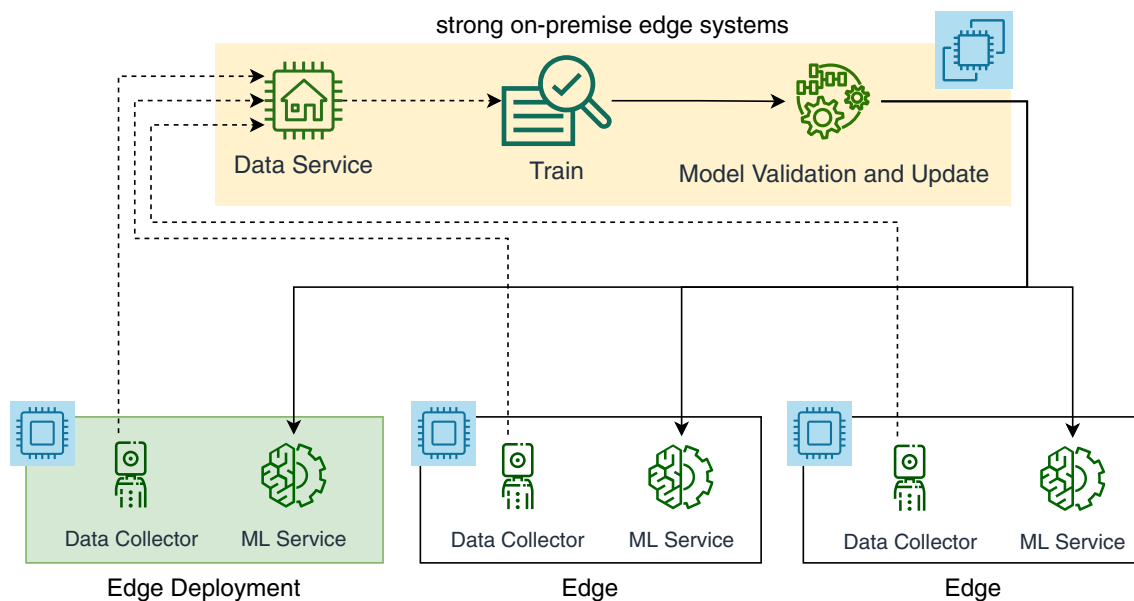 strong on-premise edge systems
Data Service
Train
Model Validation and Update
Data Collector
ML Service
Data Collector
ML Service
Data Collector
ML Service
Edge Deployment
Edge
Edge